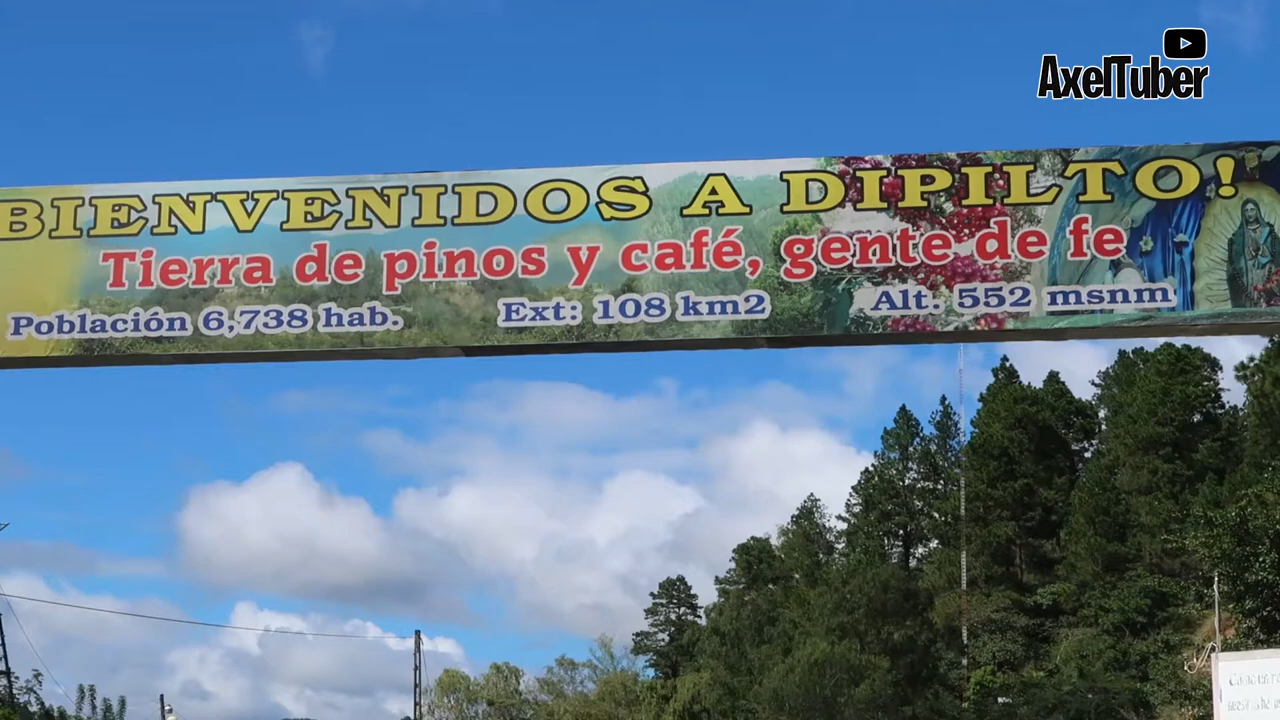 AxelTuber
BIENVENIDOS A DIPILTO!
Tierra de pinos y café, gente de fe
Población 6,738 hab. Ext: 108 km2 Alt. 552 msnm